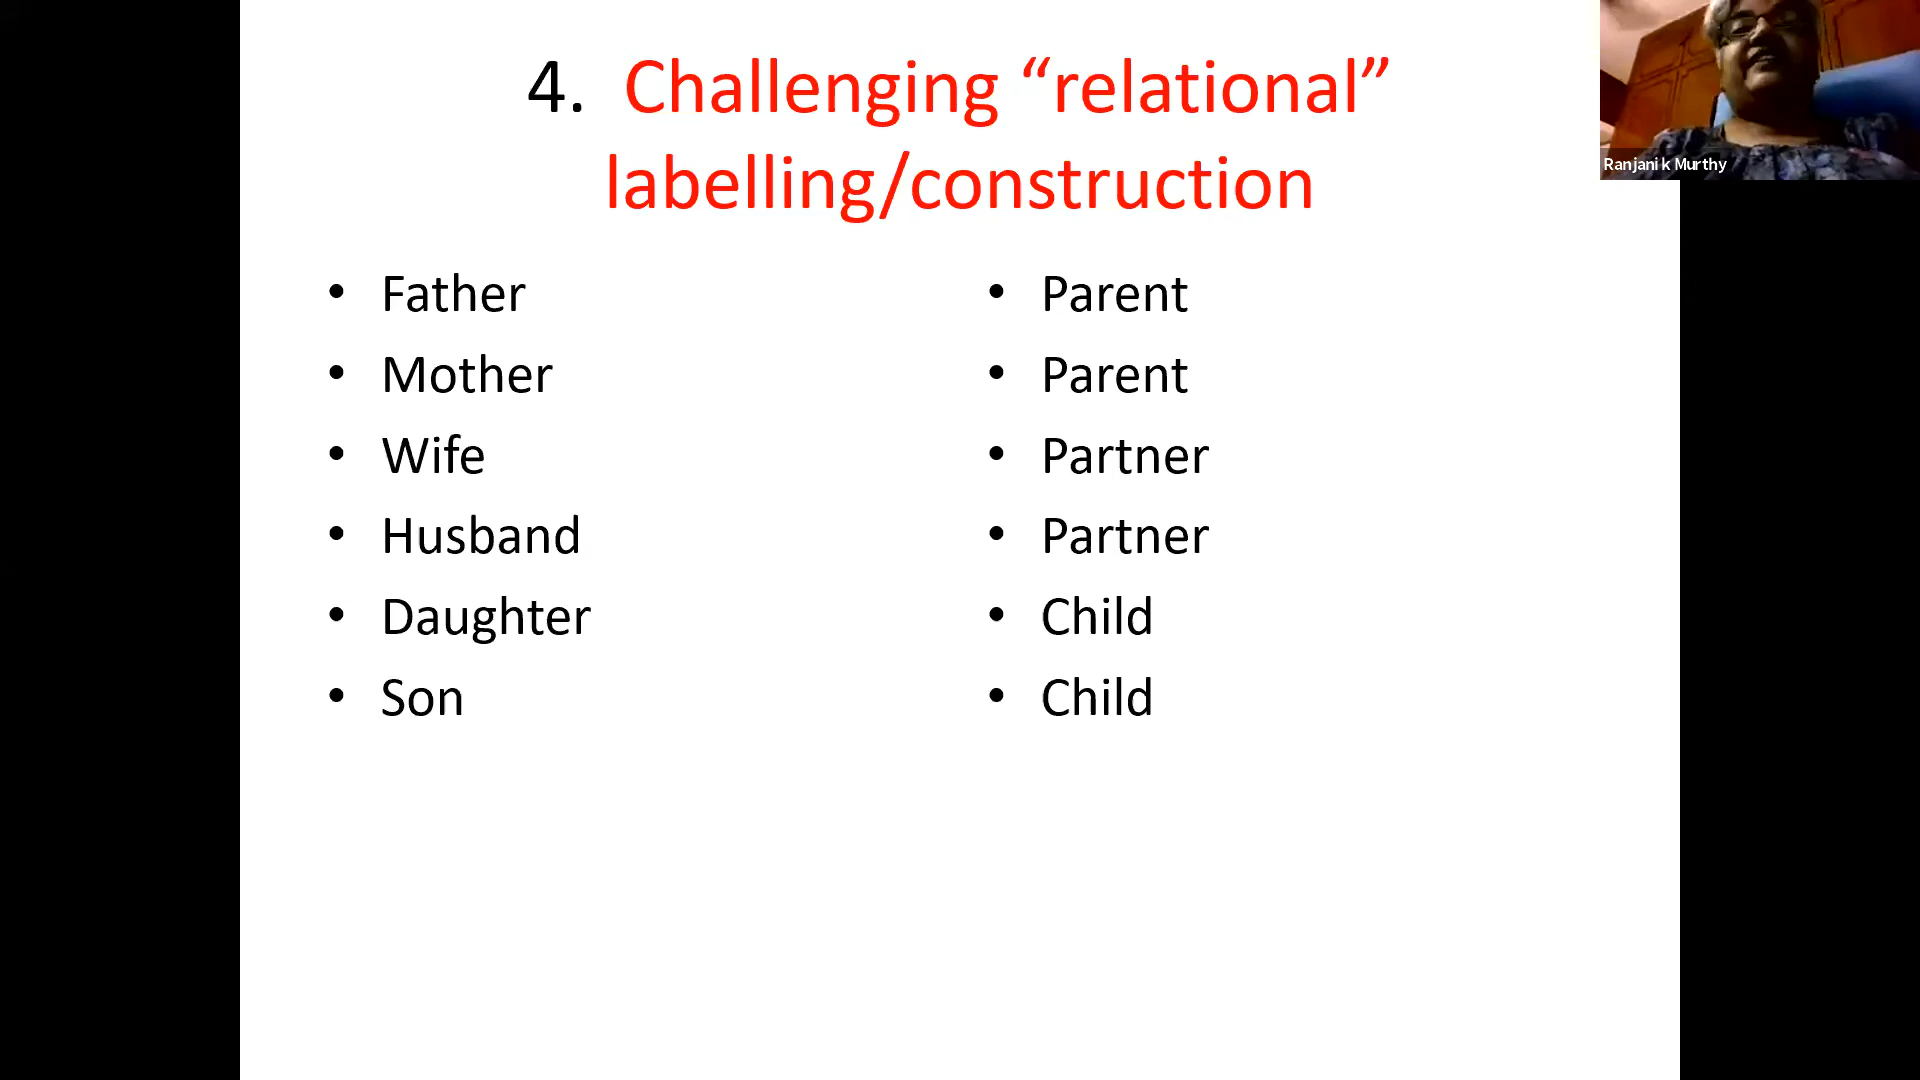 4. Challenging “relational”
labelling/construction
• Father
• Mother
• Wife
• Husband
• Daughter
• Son
• Parent
• Parent
• Partner
• Partner
• Child
• Child
Ranjani k Murthy